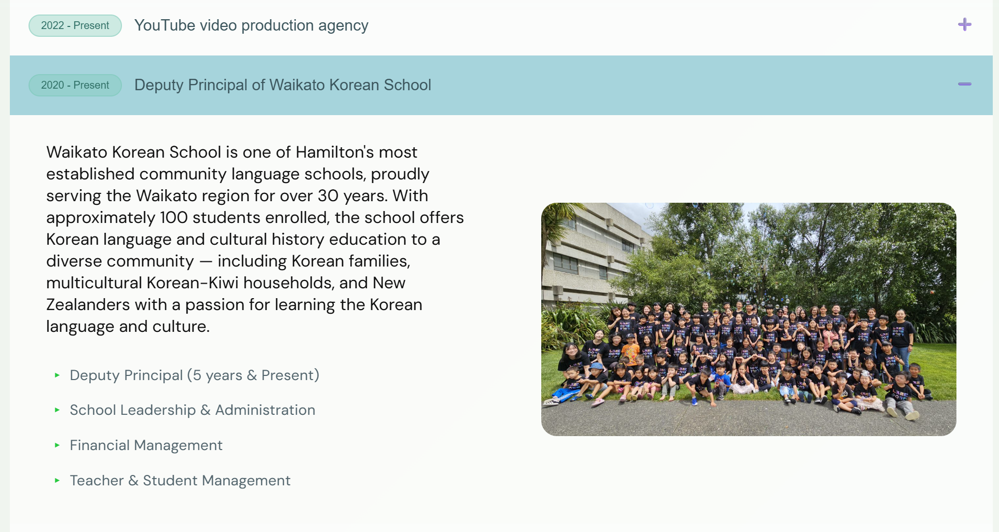 2022 - Present
YouTube video production agency
2020 - Present
Deputy Principal of Waikato Korean School
Waikato Korean School is one of Hamilton's most
established community language schools, proudly
serving the Waikato region for over 30 years. With
approximately 100 students enrolled, the school offers
Korean language and cultural history education to a
diverse community — including Korean families,
multicultural Korean-Kiwi households, and New
Zealanders with a passion for learning the Korean
language and culture.
Deputy Principal (5 years & Present)
School Leadership & Administration
Financial Management
Teacher & Student Management